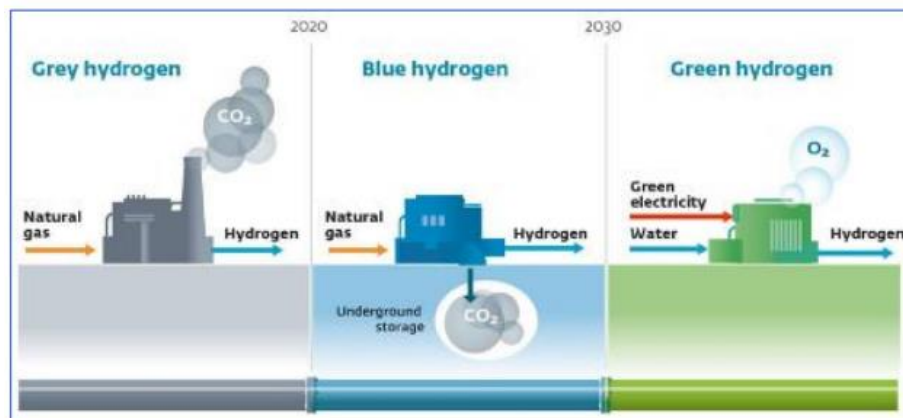 2020
2030
Grey hydrogen
Blue hydrogen
Green hydrogen
CO₂
O₂
Natural
gas
Hydrogen
Natural
gas
Hydrogen
Green
electricity
Water
Hydrogen
Underground
storage
CO₂